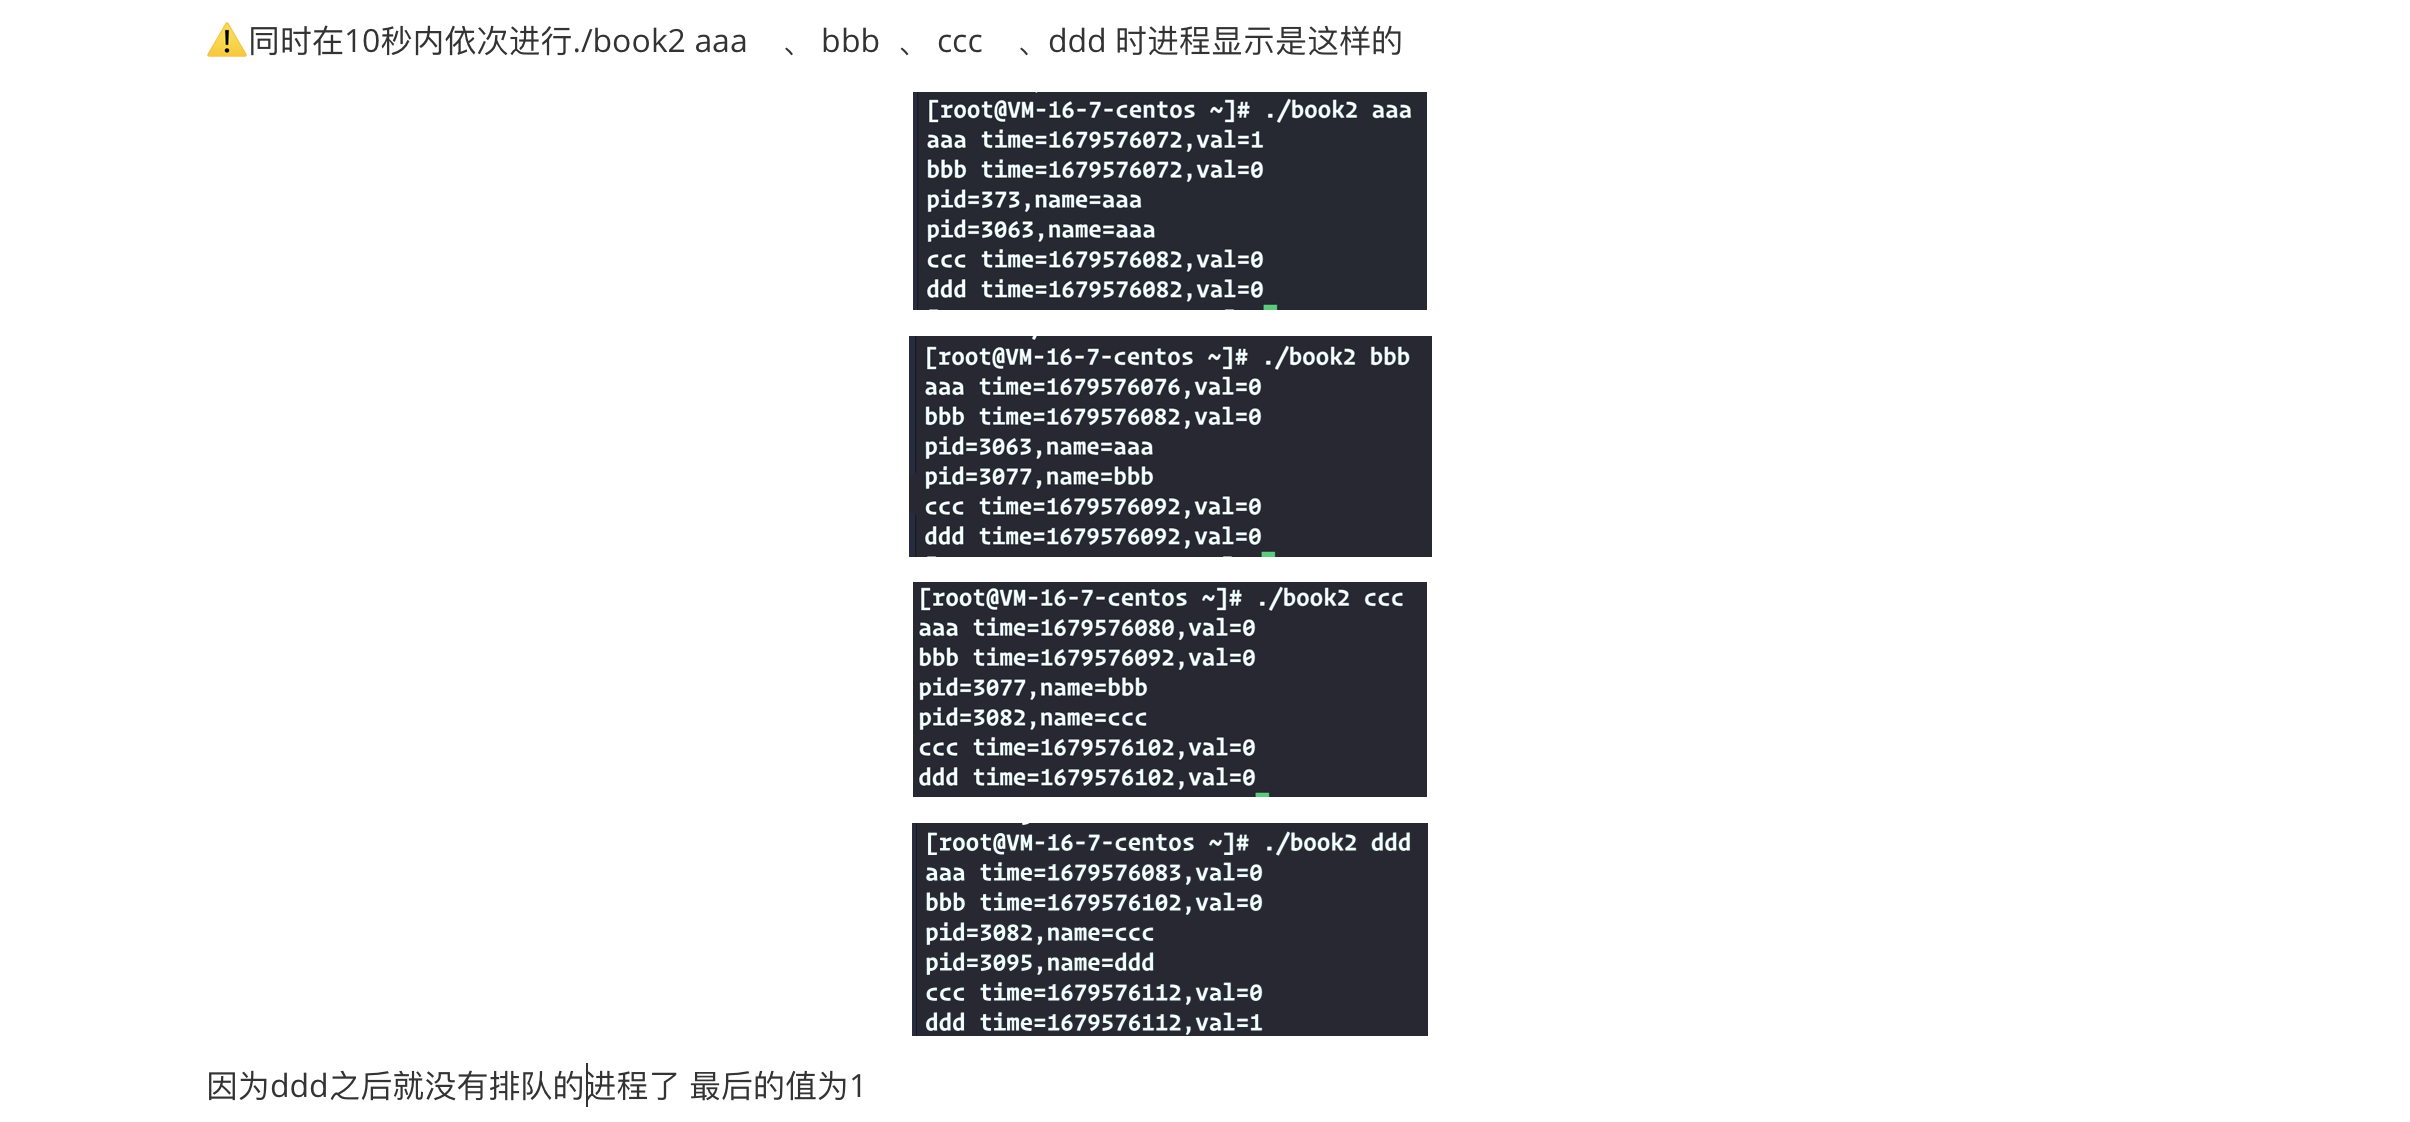 ⚠️同时在10秒内依次进行./book2 aaa 、 bbb 、 ccc 、ddd 时进程显示是这样的
[root@VM-16-7-centos ~]# ./book2 aaa
aaa time=1679576072,val=1
bbb time=1679576072,val=0
pid=373,name=aaa
pid=3063,name=aaa
ccc time=1679576082,val=0
ddd time=1679576082,val=0
[root@VM-16-7-centos ~]# ./book2 bbb
aaa time=1679576076,val=0
bbb time=1679576082,val=0
pid=3063,name=aaa
pid=3077,name=bbb
ccc time=1679576092,val=0
ddd time=1679576092,val=0
[root@VM-16-7-centos ~]# ./book2 ccc
aaa time=1679576080,val=0
bbb time=1679576092,val=0
pid=3077,name=bbb
pid=3082,name=ccc
ccc time=1679576102,val=0
ddd time=1679576102,val=0
[root@VM-16-7-centos ~]# ./book2 ddd
aaa time=1679576083,val=0
bbb time=1679576102,val=0
pid=3082,name=ccc
pid=3095,name=ddd
ccc time=1679576112,val=0
ddd time=1679576112,val=1
因为ddd之后就没有排队的进程了 最后的值为1